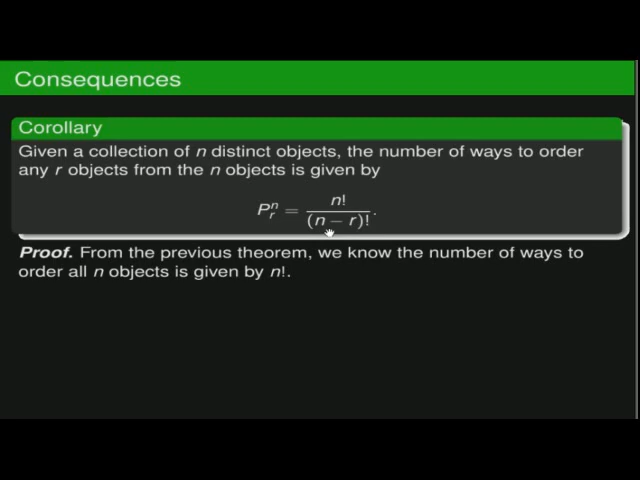 Consequences
Corollary
Given a collection of n distinct objects, the number of ways to order
any r objects from the n objects is given by
P^n_r = n! / (n − r)! .
Proof. From the previous theorem, we know the number of ways to
order all n objects is given by n!.